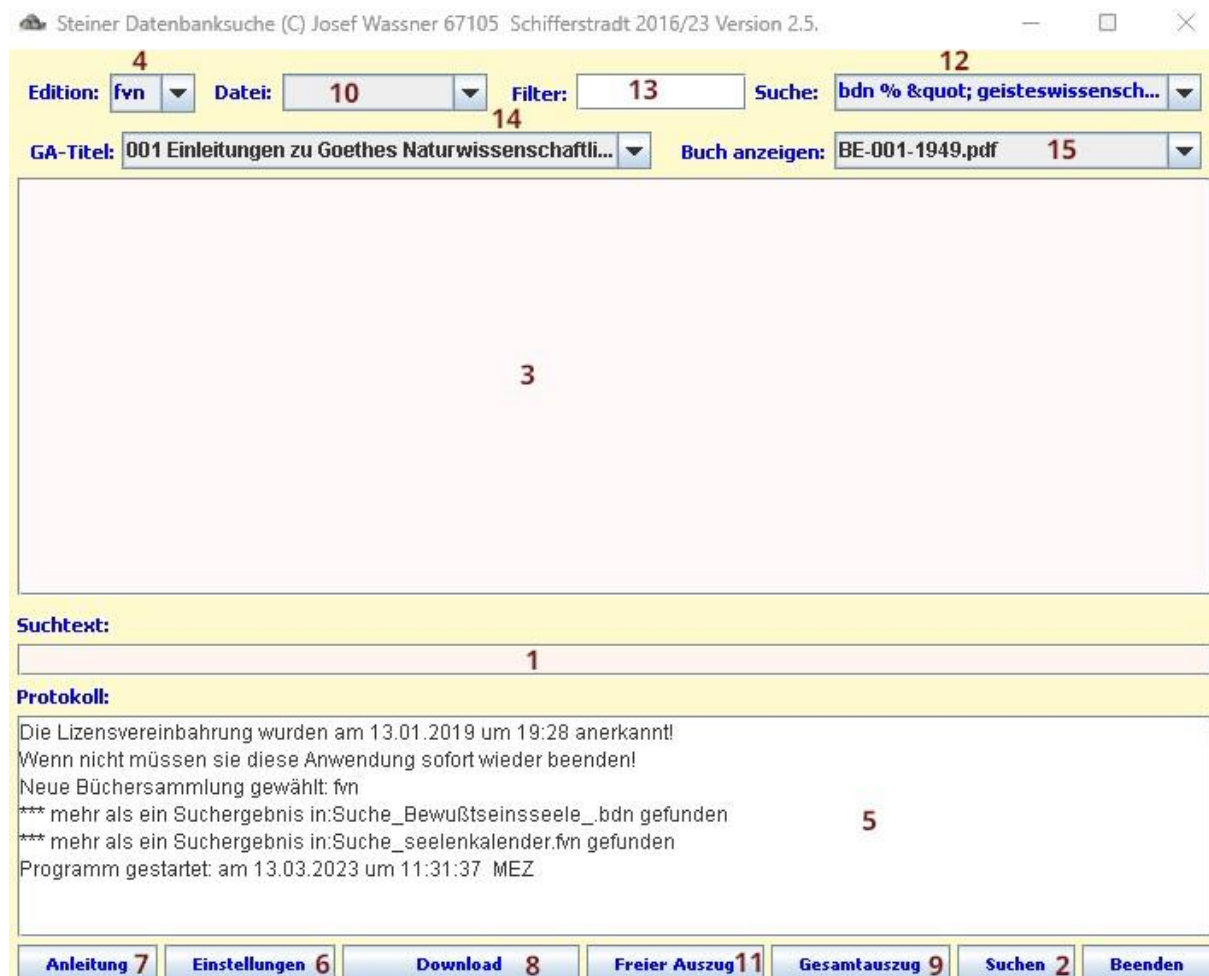 Steiner Datenbanksuche (C) Josef Wassner 67105 Schifferstradt 2016/23 Version 2.5.
4 12
Edition: fvn Datei: 10 Filter: 13 Suche: bdn % &quot; geisteswissensch...
14
GA-Titel: 001 Einleitungen zu Goethes Naturwissenschaftli... Buch anzeigen: BE-001-1949.pdf 15
3
Suchtext:
1
Protokoll:
Die Lizensvereinbahrung wurden am 13.01.2019 um 19:28 anerkannt!
Wenn nicht müssen sie diese Anwendung sofort wieder beenden!
Neue Büchersammlung gewählt: fvn
*** mehr als ein Suchergebnis in:Suche_Bewußtseinsseele_.bdn gefunden
5
*** mehr als ein Suchergebnis in:Suche_seelenkalender.fvn gefunden
Programm gestartet: am 13.03.2023 um 11:31:37 MEZ
Anleitung 7 Einstellungen 6 Download 8 Freier Auszug 11 Gesamtauszug 9 Suchen 2 Beenden